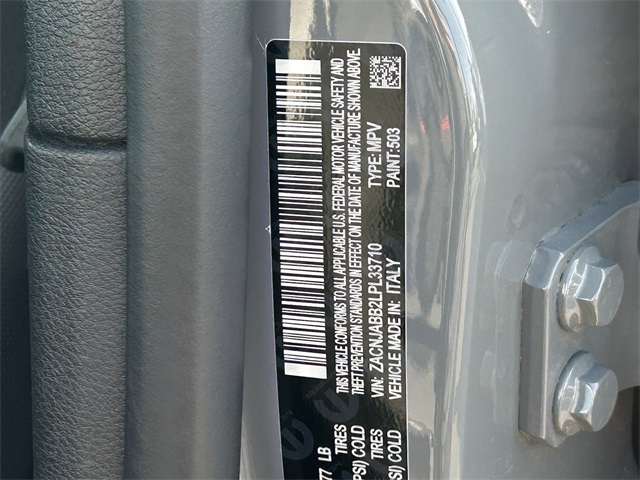 THIS VEHICLE CONFORMS TO ALL APPLICABLE U.S. FEDERAL MOTOR VEHICLE SAFETY AND
THEFT PREVENTION STANDARDS IN EFFECT ON THE DATE OF MANUFACTURE SHOWN ABOVE.
VIN: ZACNJABB2LPL33710 TYPE: MPV
VEHICLE MADE IN: ITALY PAINT:503
77 LB
TIRES
PSI) COLD
TIRES
SI) COLD